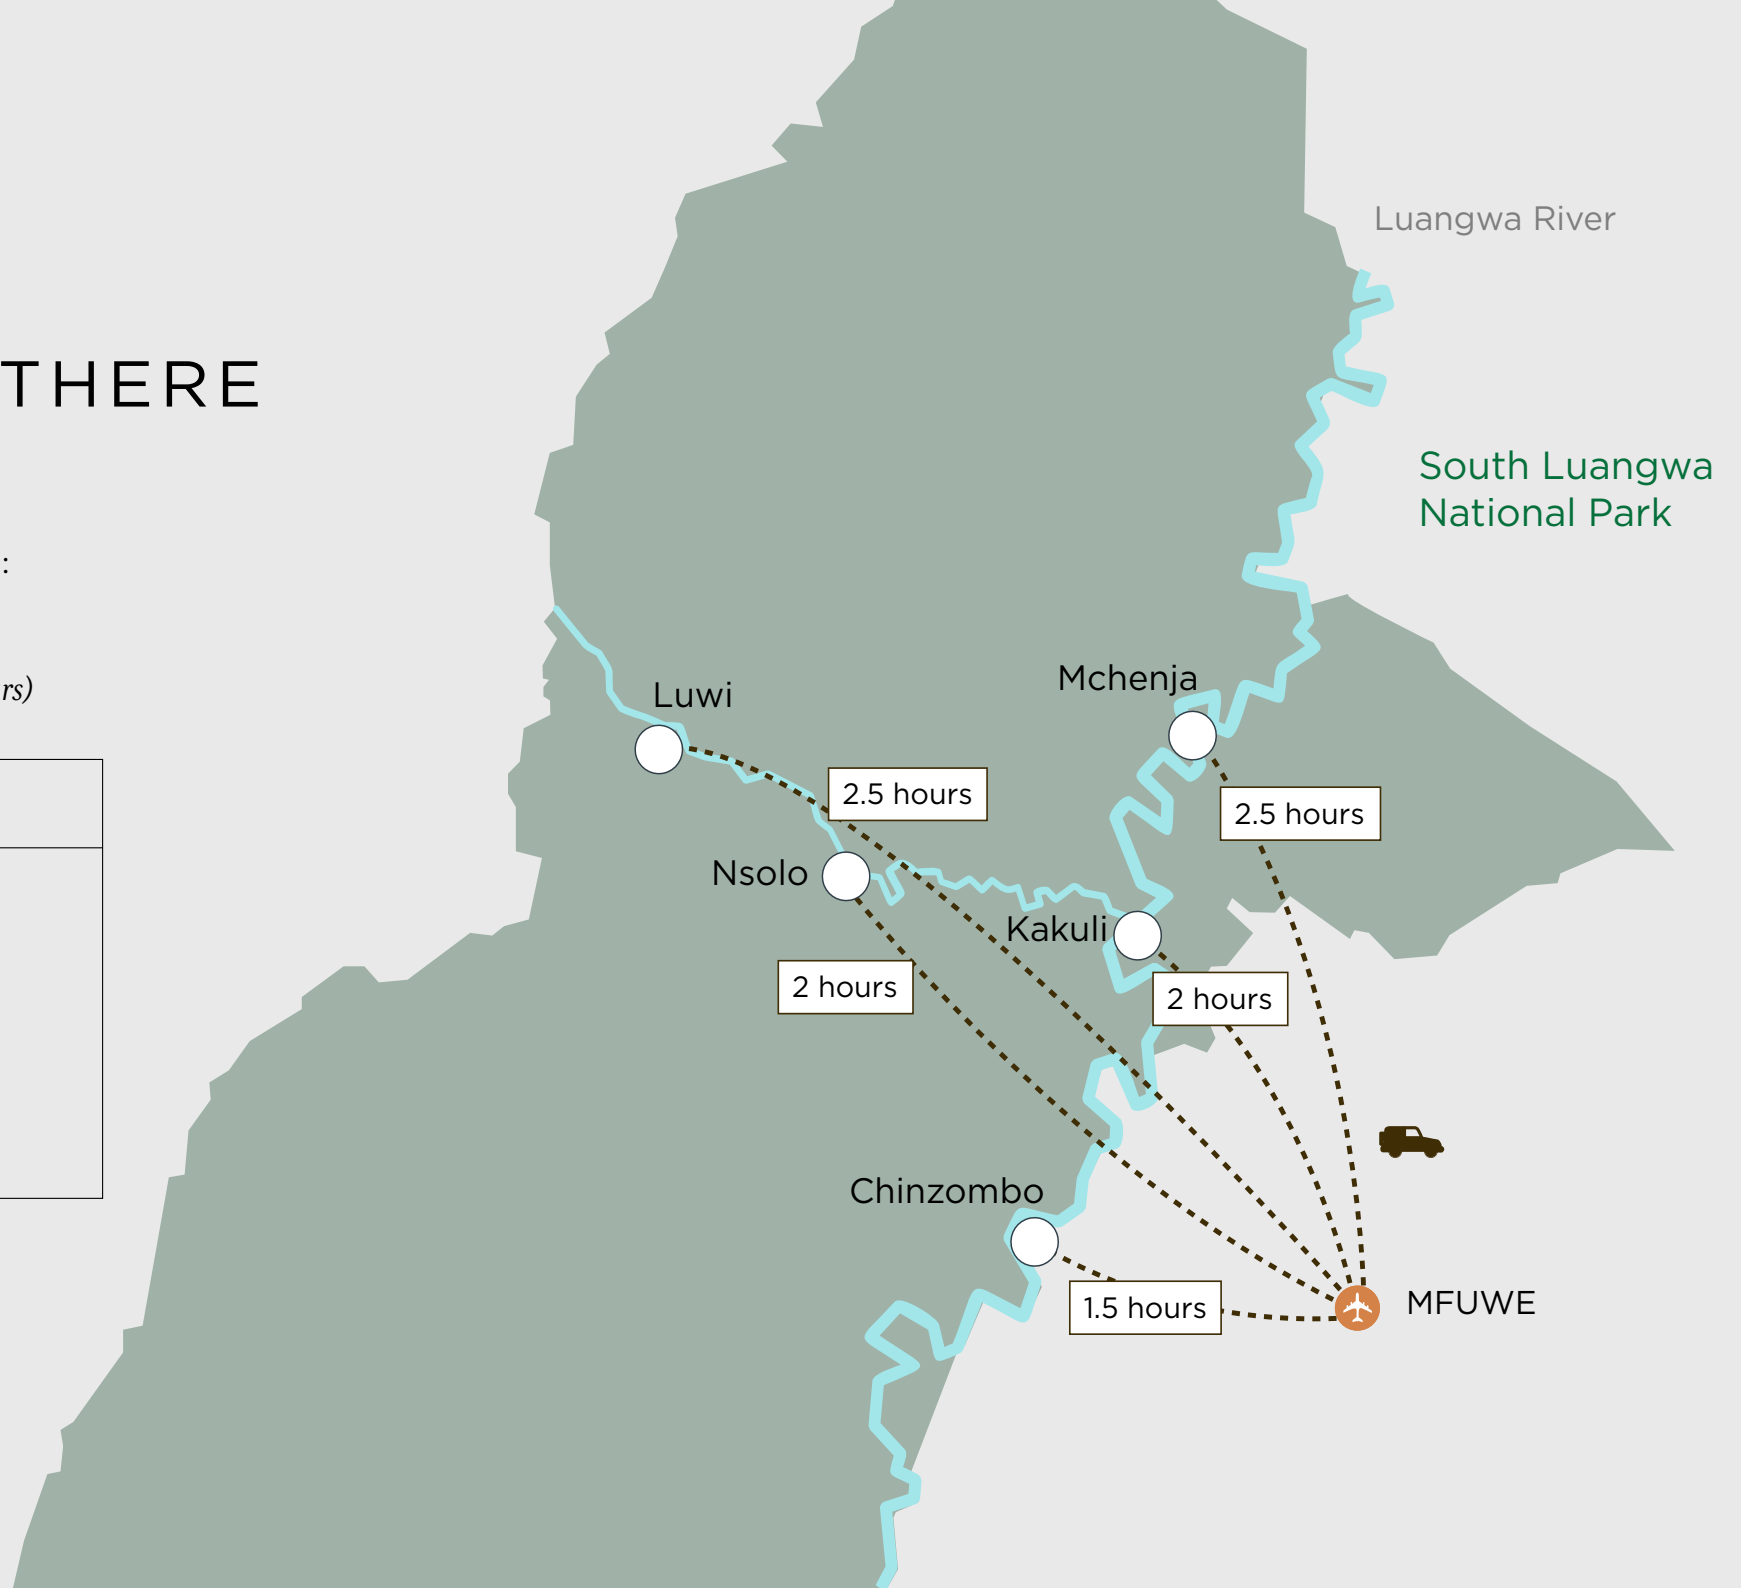 THERE
:
rs)
Luangwa River
South Luangwa
National Park
Mchenja
Luwi
2.5 hours
2.5 hours
Nsolo
Kakuli
2 hours
2 hours
Chinzombo
1.5 hours
MFUWE